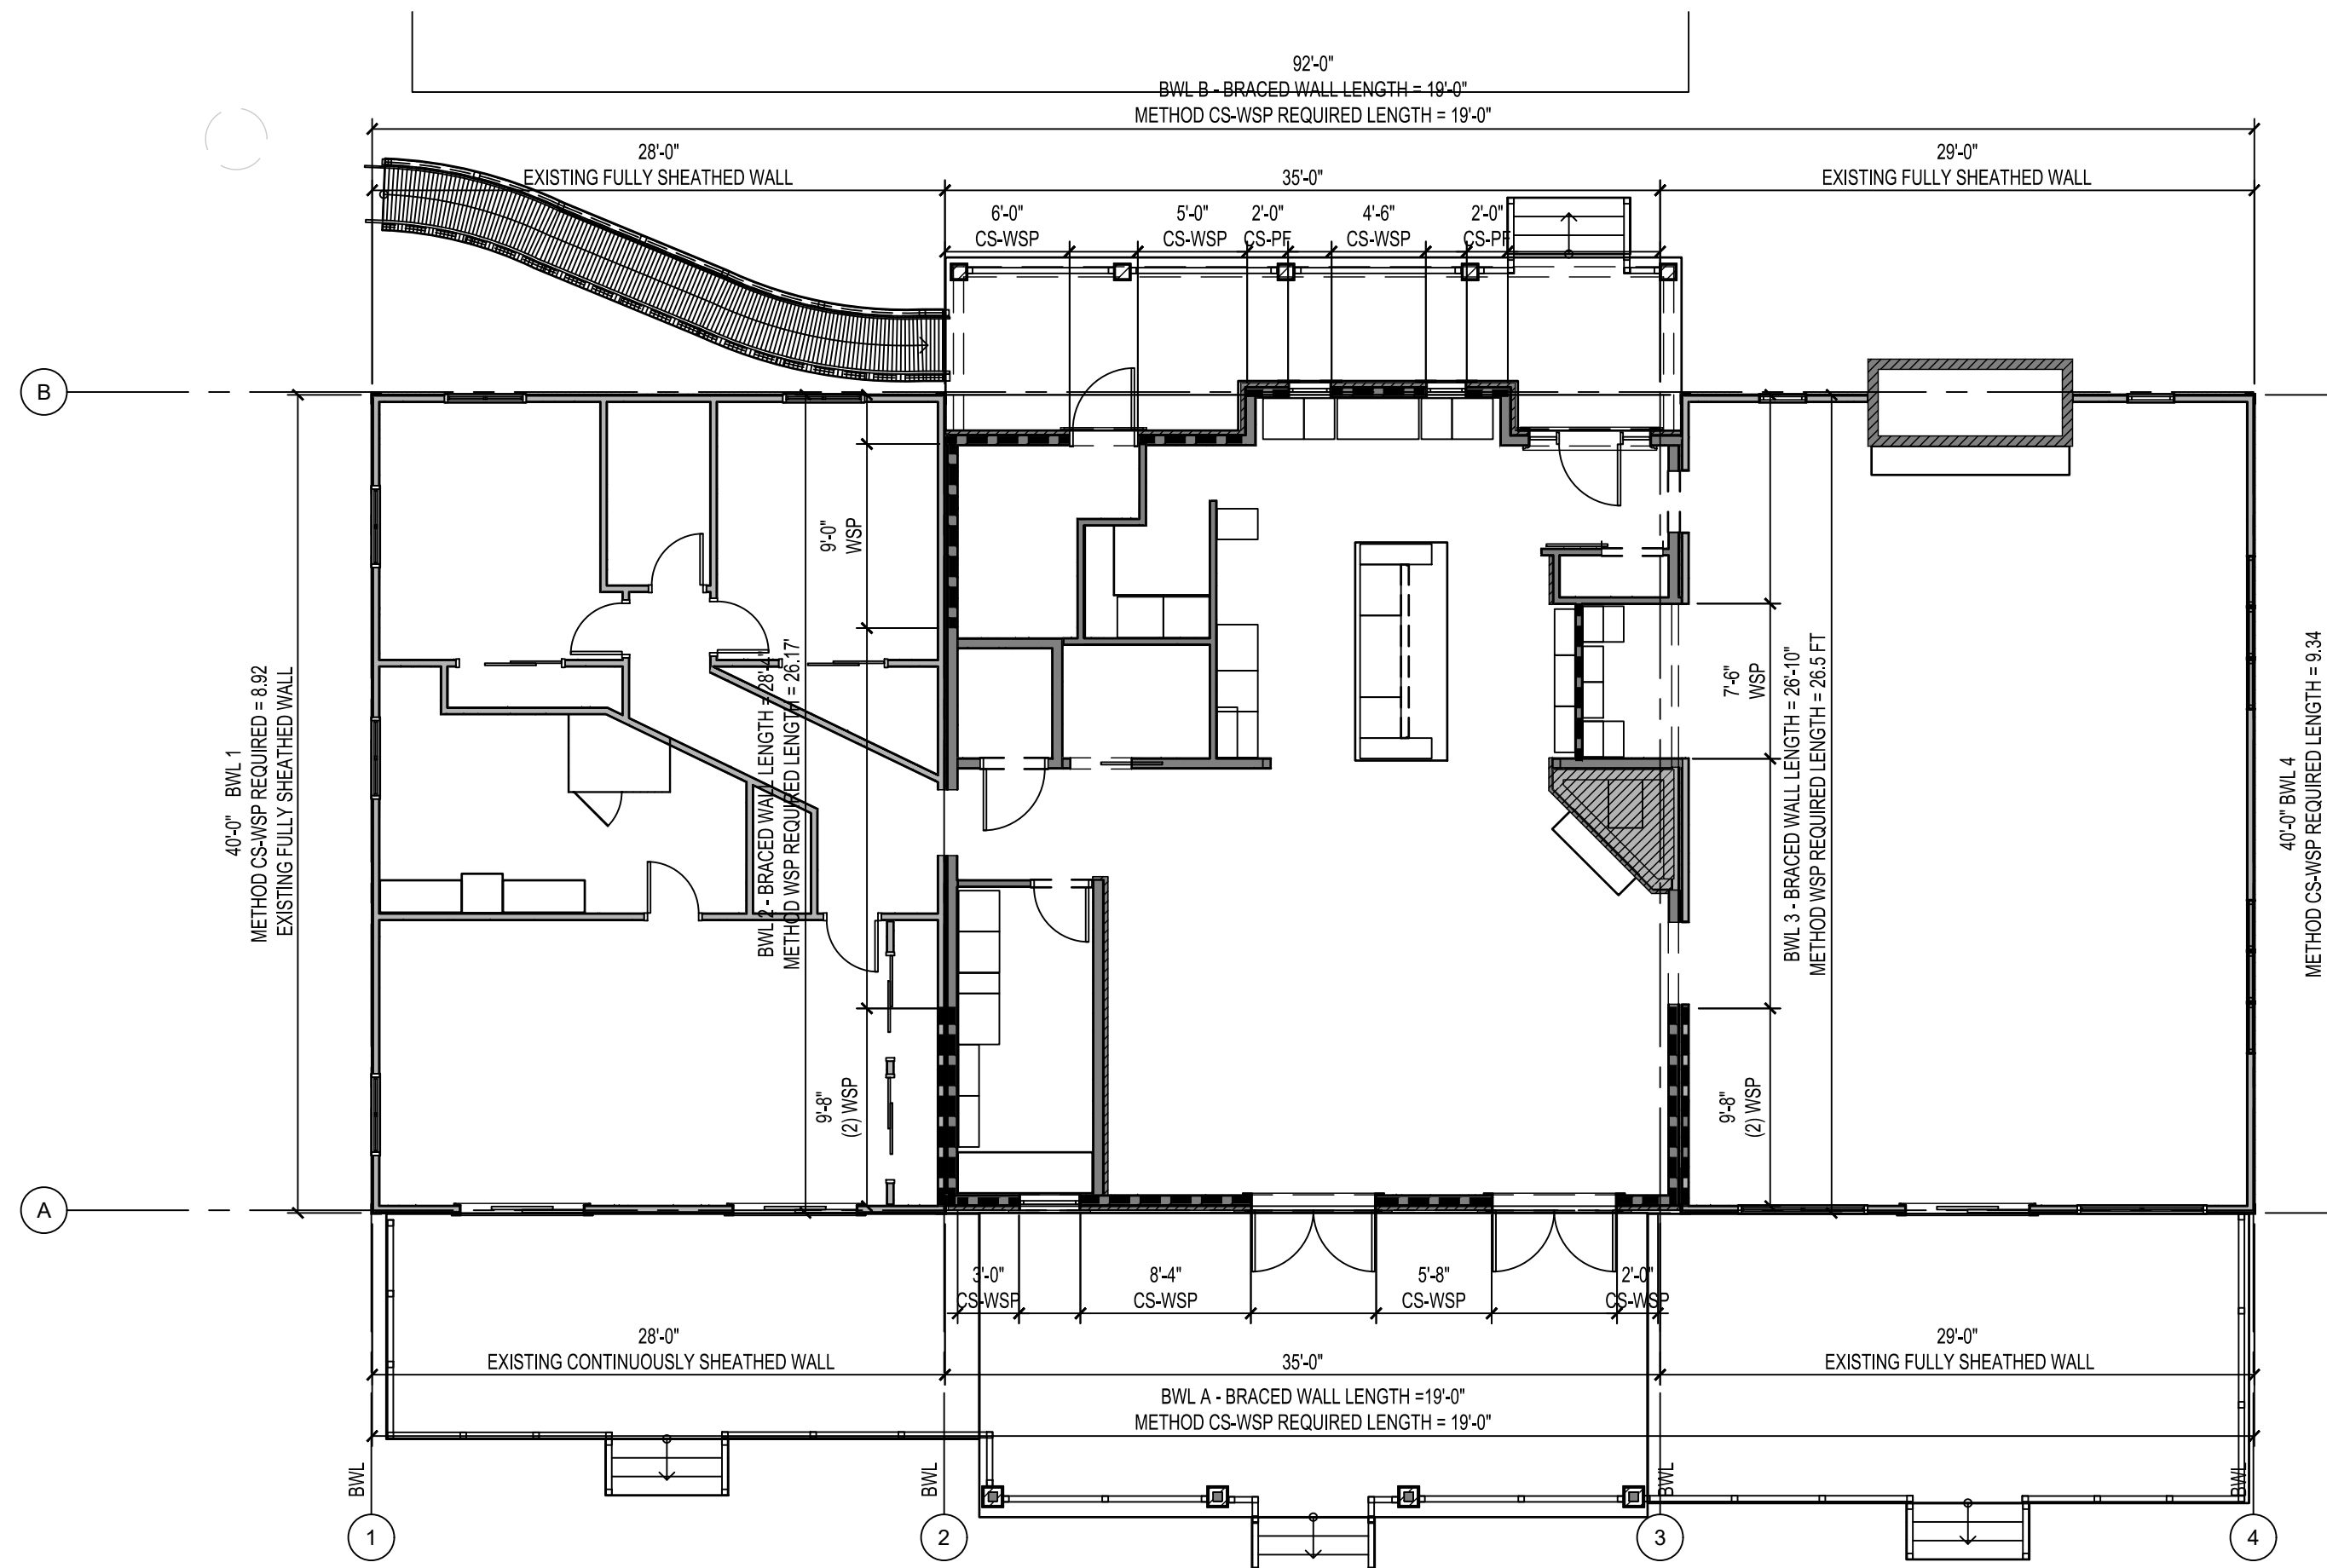 92'-0"
BWL B - BRACED WALL LENGTH = 19'-0"
METHOD CS-WSP REQUIRED LENGTH = 19'-0"
28'-0"
EXISTING FULLY SHEATHED WALL
35'-0"
29'-0"
EXISTING FULLY SHEATHED WALL
6'-0"
CS-WSP
5'-0"
CS-WSP
2'-0"
CS-PF
4'-6"
CS-WSP
2'-0"
CS-PF
B
A
40'-0" BWL 1
METHOD CS-WSP REQUIRED = 8.92
EXISTING FULLY SHEATHED WALL
BWL 2 - BRACED WALL LENGTH = 28'-4"
METHOD WSP REQUIRED LENGTH = 26.17'
9'-0"
WSP
9'-8"
(2) WSP
7'-6"
WSP
9'-8"
(2) WSP
BWL 3 - BRACED WALL LENGTH = 26'-10"
METHOD WSP REQUIRED LENGTH = 26.5 FT
40'-0" BWL 4
METHOD CS-WSP REQUIRED LENGTH = 9.34
3'-0"
CS-WSP
8'-4"
CS-WSP
5'-8"
CS-WSP
2'-0"
CS-WSP
28'-0"
EXISTING CONTINUOUSLY SHEATHED WALL
35'-0"
29'-0"
EXISTING FULLY SHEATHED WALL
BWL A - BRACED WALL LENGTH =19'-0"
METHOD CS-WSP REQUIRED LENGTH = 19'-0"
BWL
BWL
BWL
BWL
1
2
3
4